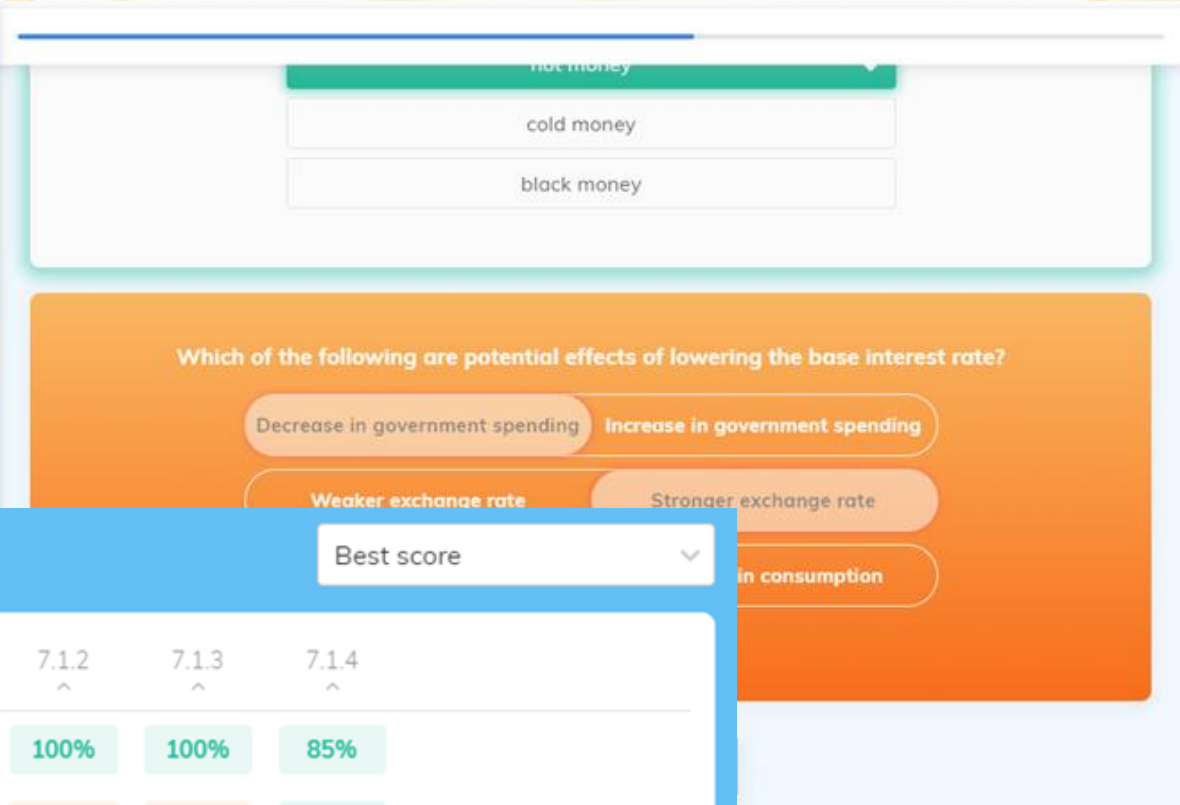 hot money
cold money
black money
Which of the following are potential effects of lowering the base interest rate?
Decrease in government spending Increase in government spending
Weaker exchange rate Stronger exchange rate
in consumption
Best score
7.1.2 7.1.3 7.1.4
100% 100% 85%